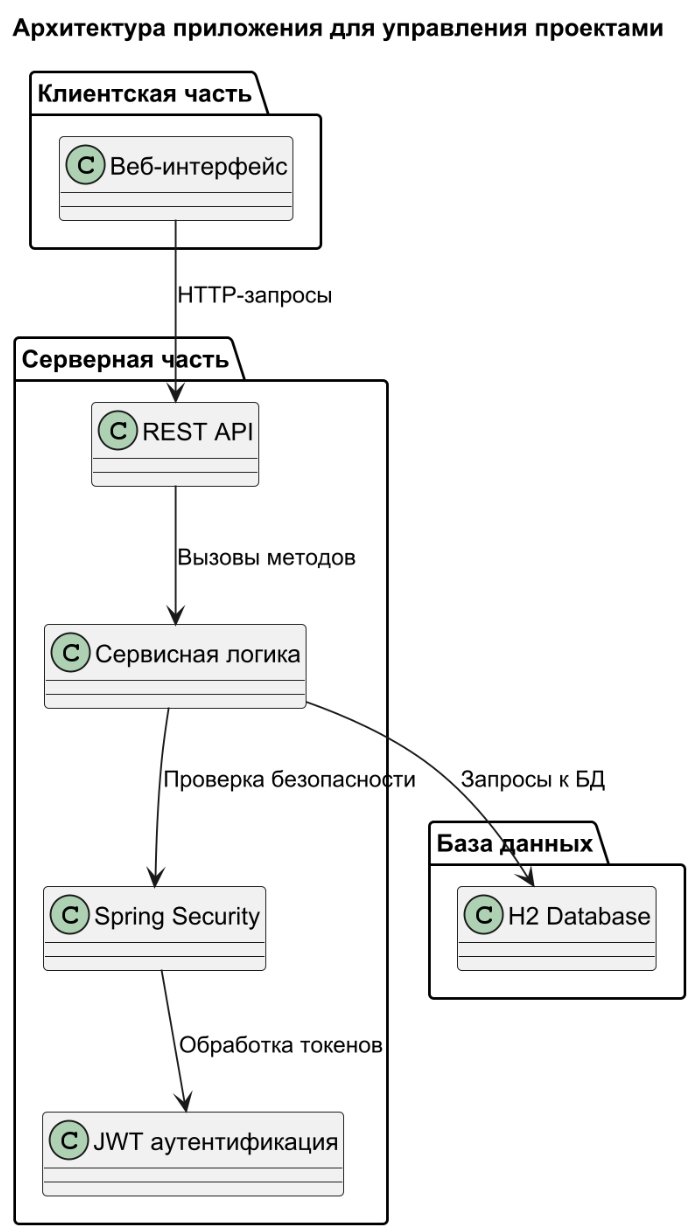 Архитектура приложения для управления проектами
Клиентская часть
C Веб-интерфейс
HTTP-запросы
Серверная часть
C REST API
Вызовы методов
C Сервисная логика
Проверка безопасности
Запросы к БД
База данных
C Spring Security
C H2 Database
Обработка токенов
C JWT аутентификация